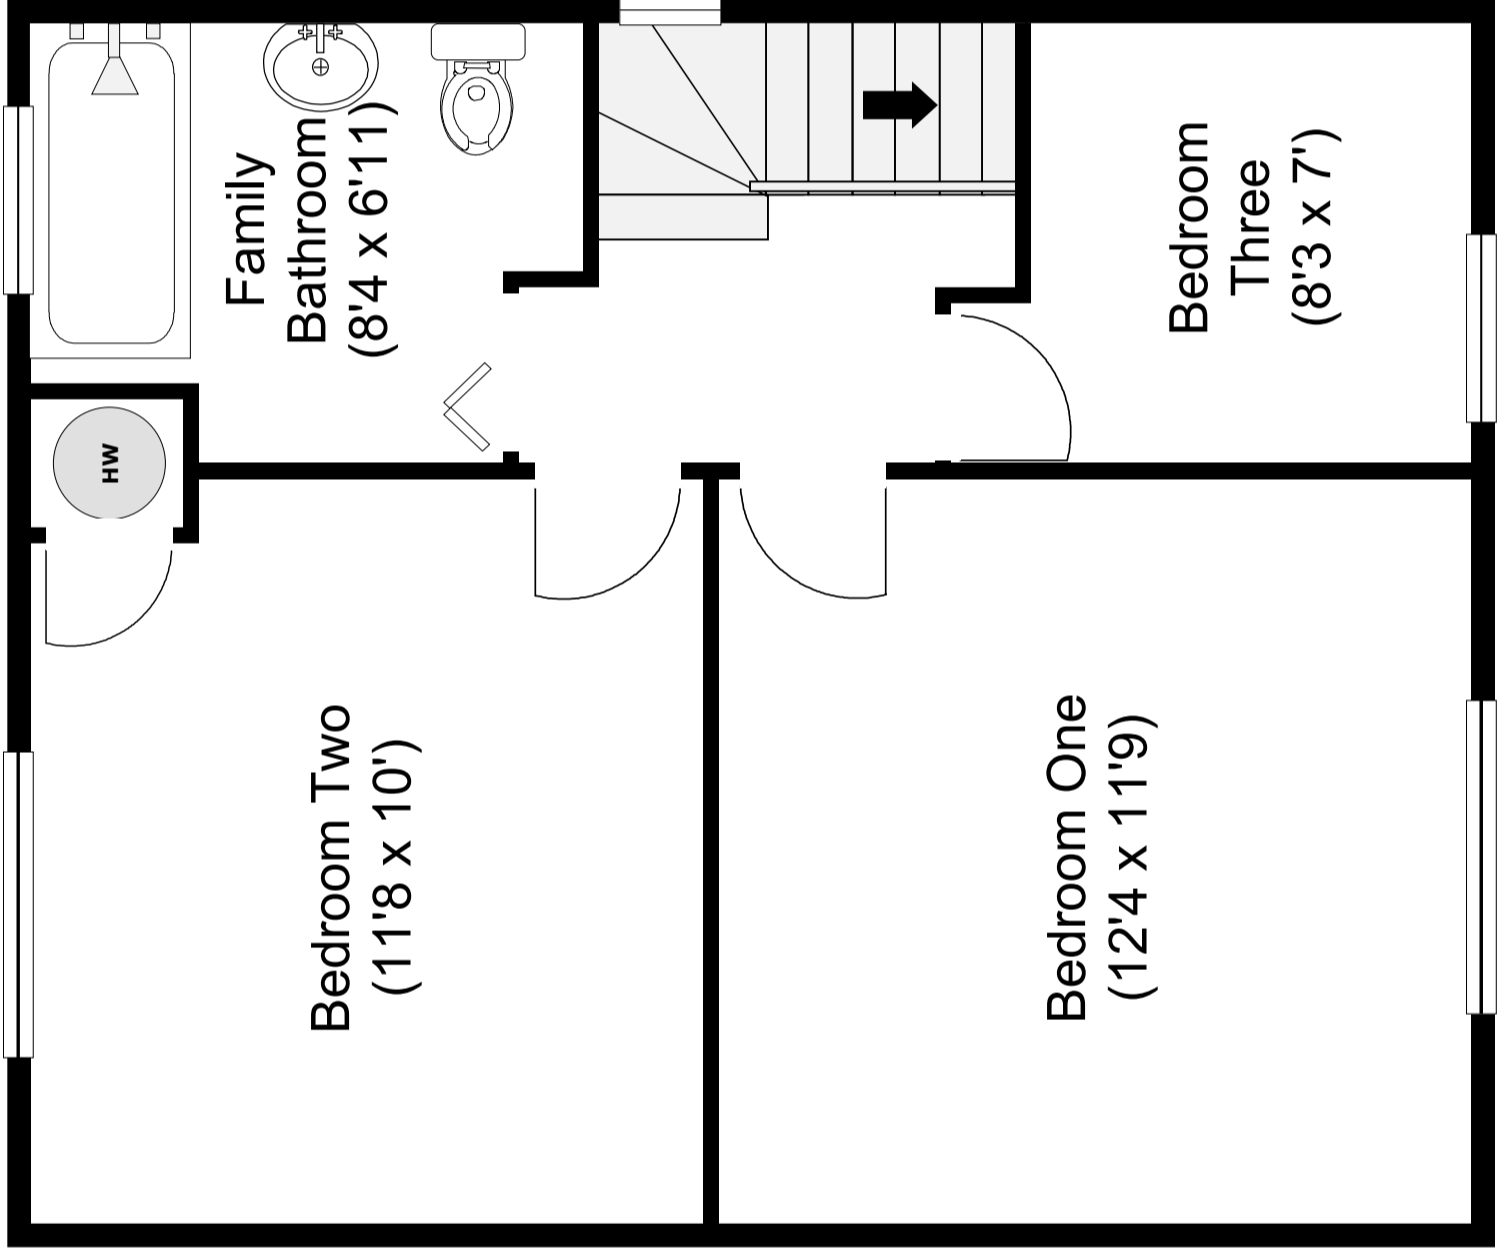 Family
Bathroom
(8'4 x 6'11)
Bedroom
Three
(8'3 x 7')
HW
Bedroom Two
(11'8 x 10')
Bedroom One
(12'4 x 11'9)